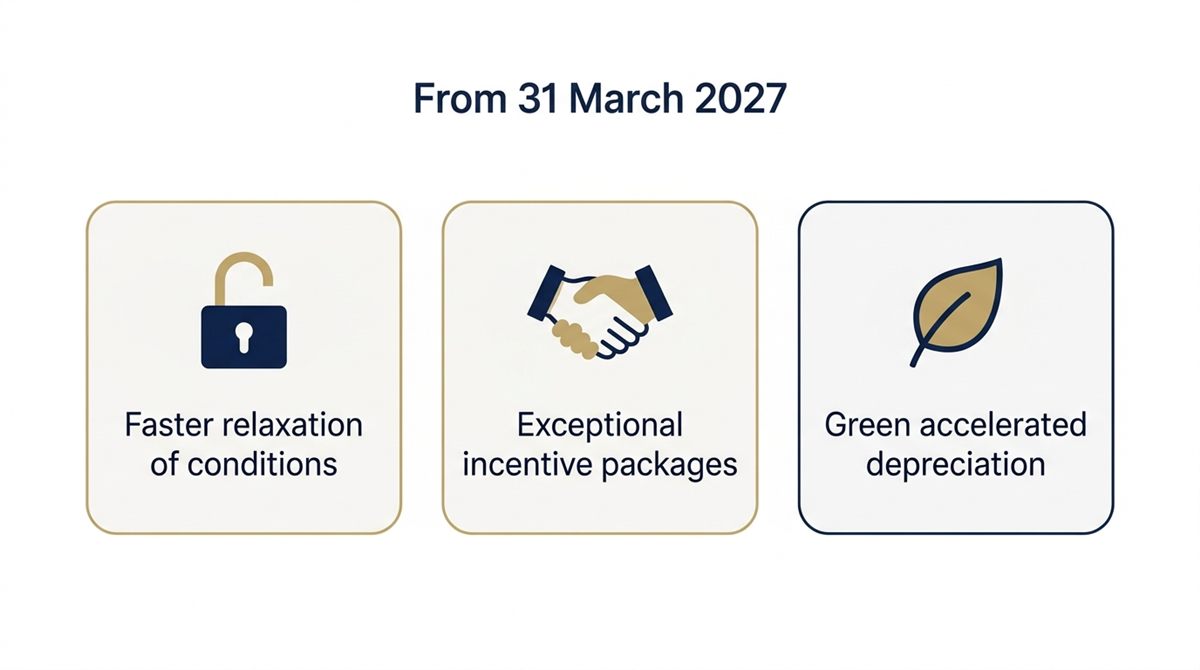 From 31 March 2027
Faster relaxation
of conditions
Exceptional
incentive packages
Green accelerated
depreciation